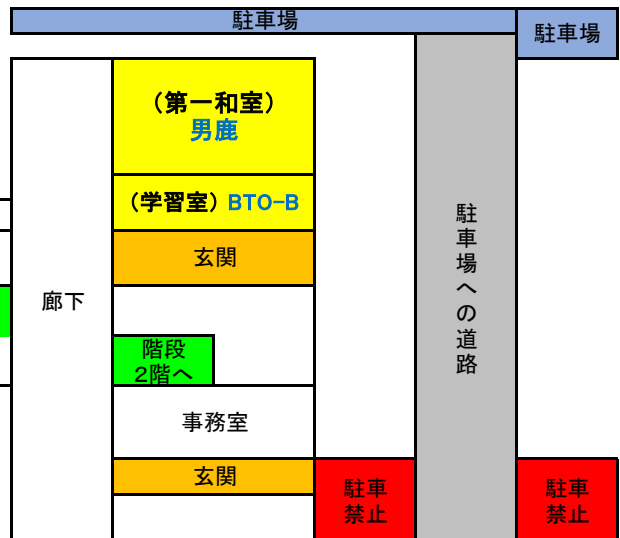 駐車場
駐車場
（第一和室）
男鹿
（学習室）BTO-B
玄関
廊下
駐車場への道路
階段
２階へ
事務室
玄関
駐車
禁止
駐車
禁止